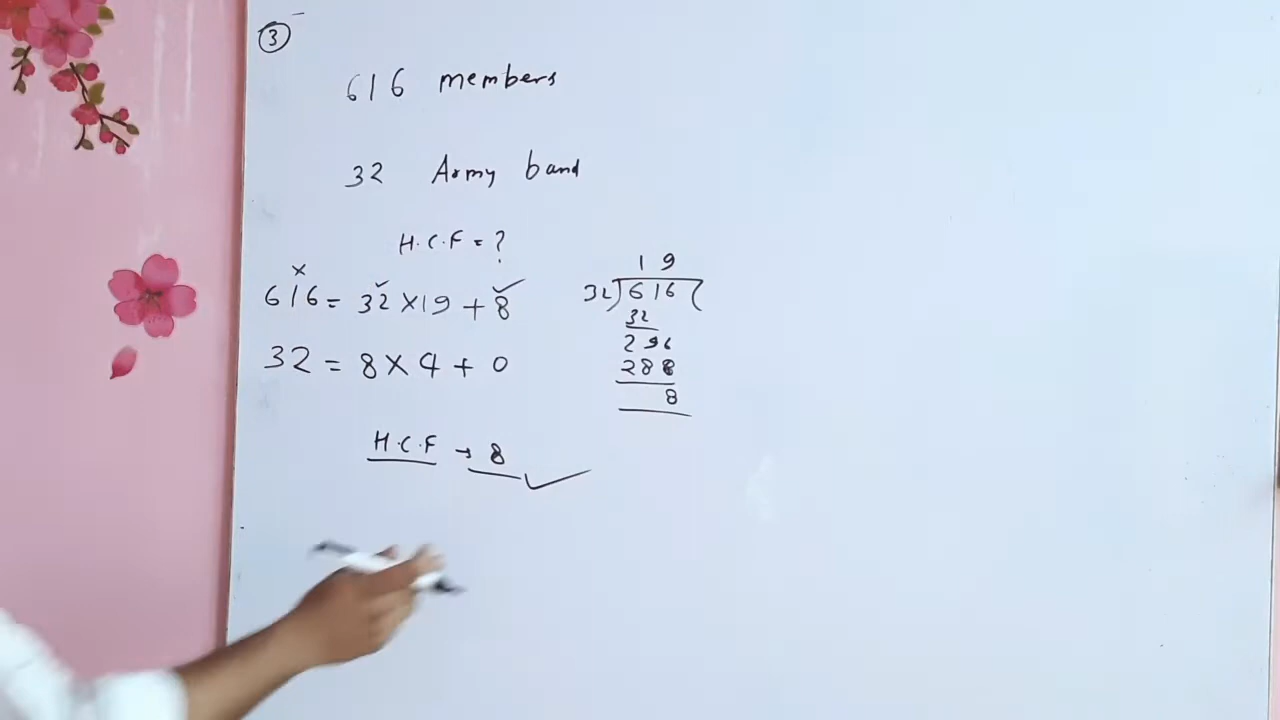 ③
616 members
32 Army band
H.C.F = ?
616 = 32 × 19 + 8
32 = 8 × 4 + 0
H.C.F → 8
19
32)616(
32
296
288
8